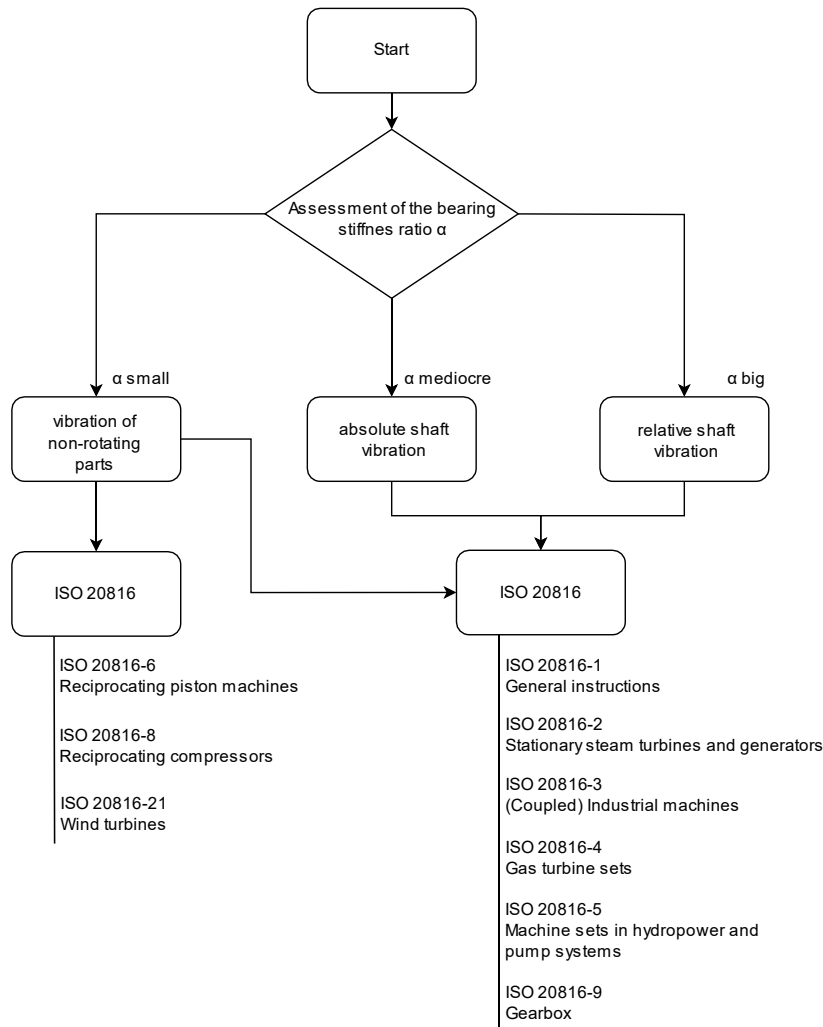 Start
Assessment of the bearing
stiffnes ratio α
α small
α mediocre
α big
vibration of
non-rotating
parts
absolute shaft
vibration
relative shaft
vibration
ISO 20816
ISO 20816
ISO 20816-6
Reciprocating piston machines
ISO 20816-8
Reciprocating compressors
ISO 20816-21
Wind turbines
ISO 20816-1
General instructions
ISO 20816-2
Stationary steam turbines and generators
ISO 20816-3
(Coupled) Industrial machines
ISO 20816-4
Gas turbine sets
ISO 20816-5
Machine sets in hydropower and
pump systems
ISO 20816-9
Gearbox